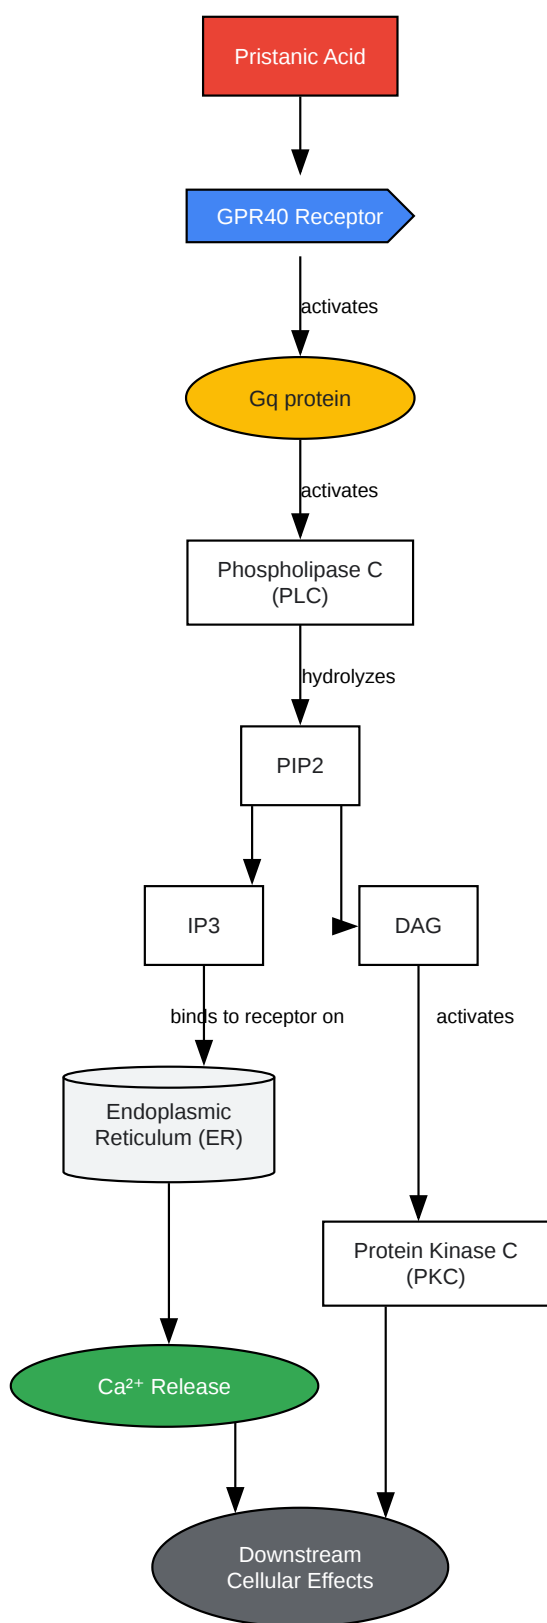 Pristanic Acid
GPR40 Receptor
activates
Gq protein
activates
Phospholipase C
(PLC)
hydrolyzes
PIP2
IP3
DAG
binds to receptor on
activates
Endoplasmic
Reticulum (ER)
Protein Kinase C
(PKC)
Ca²⁺ Release
Downstream
Cellular Effects